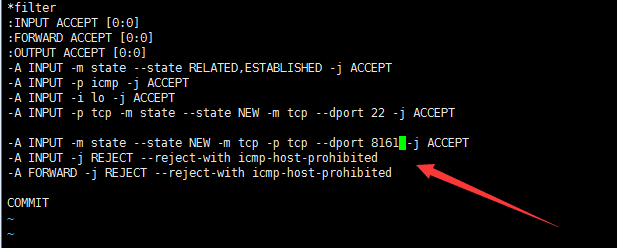 *filter
:INPUT ACCEPT [0:0]
:FORWARD ACCEPT [0:0]
:OUTPUT ACCEPT [0:0]
-A INPUT -m state --state RELATED,ESTABLISHED -j ACCEPT
-A INPUT -p icmp -j ACCEPT
-A INPUT -i lo -j ACCEPT
-A INPUT -p tcp -m state --state NEW -m tcp --dport 22 -j ACCEPT
-A INPUT -m state --state NEW -m tcp -p tcp --dport 8161 -j ACCEPT
-A INPUT -j REJECT --reject-with icmp-host-prohibited
-A FORWARD -j REJECT --reject-with icmp-host-prohibited
COMMIT
~
~